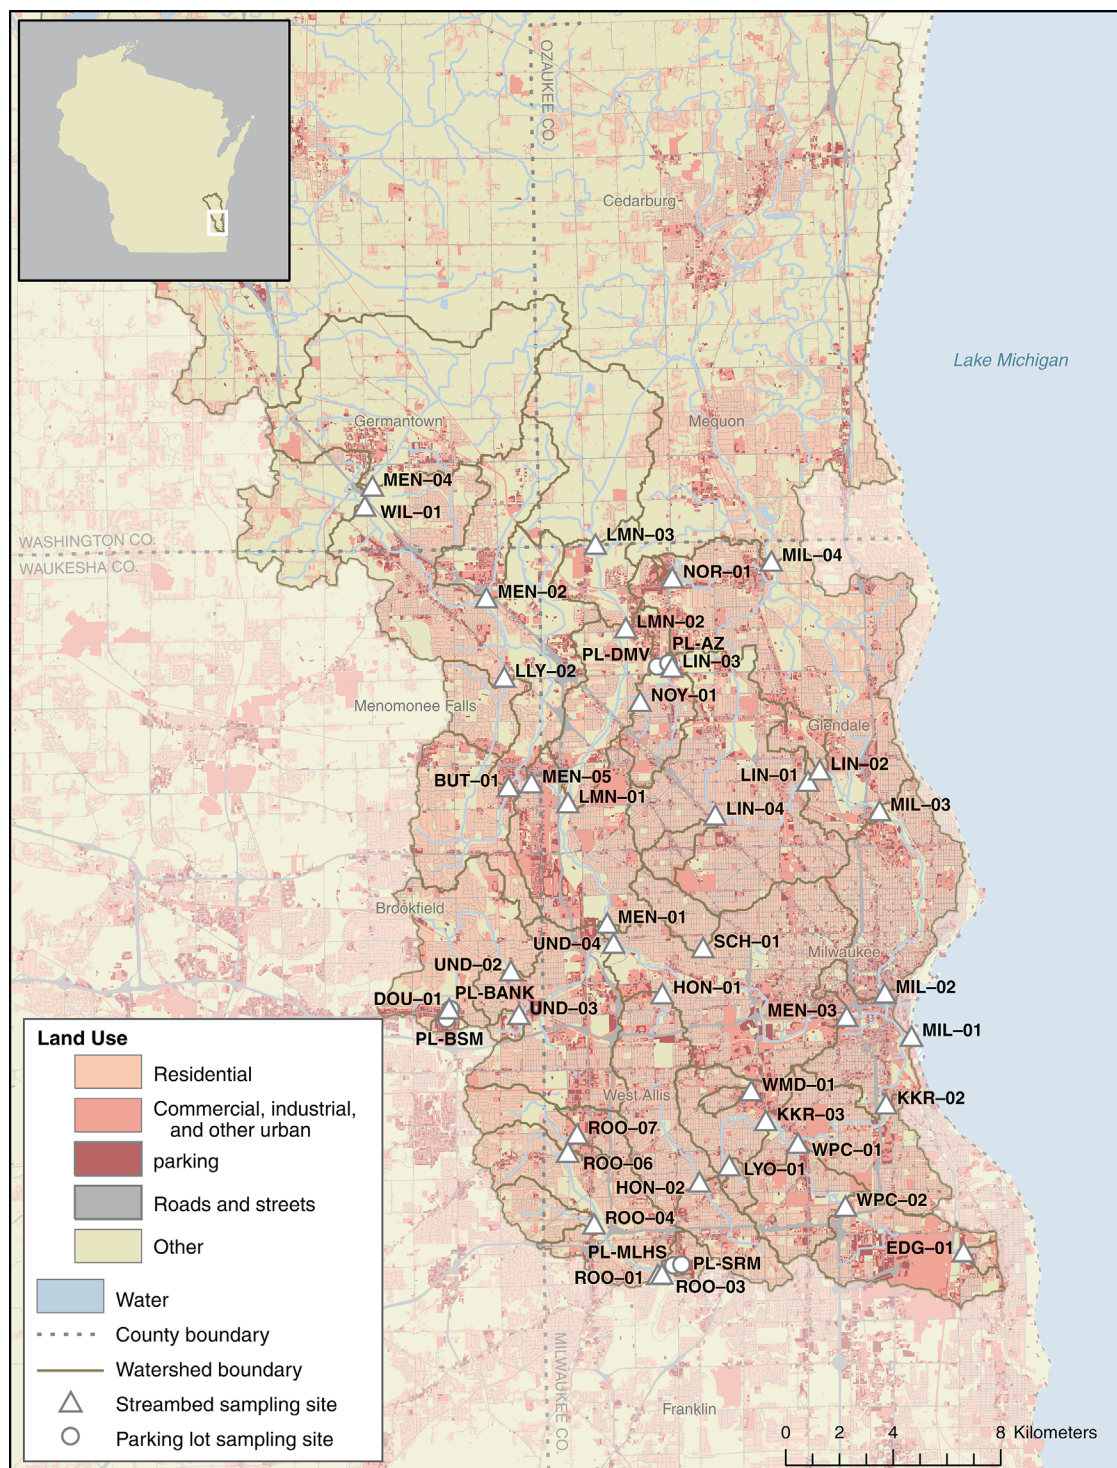 OZAUKEE CO.
Cedarburg
Lake Michigan
Germantown
Mequon
MEN–04
WIL–01
WASHINGTON CO.
WAUKESHA CO.
LMN–03
MIL–04
NOR–01
MEN–02
LMN–02
PL-AZ
PL-DMV
LIN–03
LLY–02
NOY–01
Menomonee Falls
Glendale
LIN–02
LIN–01
BUT–01
MEN–05
LMN–01
MIL–03
LIN–04
Brookfield
MEN–01
UND–04
SCH–01
Milwaukee
UND–02
HON–01
MIL–02
DOU–01
PL-BANK
UND–03
MEN–03
MIL–01
PL-BSM
WMD–01
West Allis
KKR–02
KKR–03
ROO–07
WPC–01
ROO–06
LYO–01
HON–02
WPC–02
ROO–04
EDG–01
PL–MLHS
PL–SRM
ROO–01
ROO–03
MILWAUKEE CO.
Franklin
Land Use
Residential
Commercial, industrial,
and other urban
parking
Roads and streets
Other
Water
County boundary
Watershed boundary
Streambed sampling site
Parking lot sampling site
0 2 4 8 Kilometers